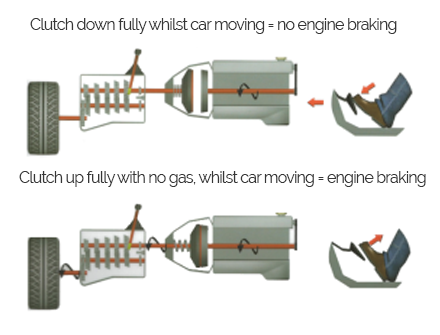 Clutch down fully whilst car moving = no engine braking
Clutch up fully with no gas, whilst car moving = engine braking